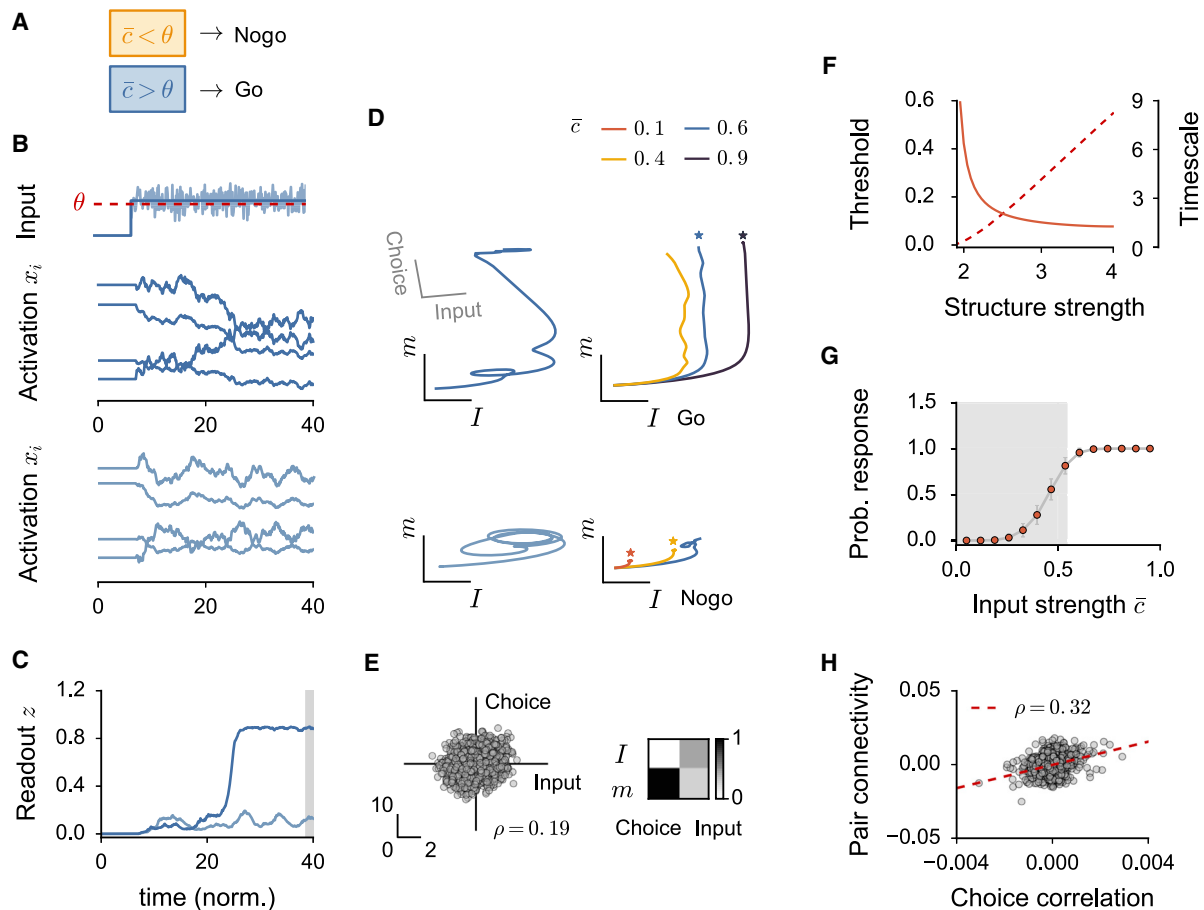 A
c̄ < θ → Nogo
c̄ > θ → Go
B
Input
θ
Activation x_i
0 20 40
Activation x_i
0 20 40
C
Readout z
1.2
0.8
0.4
0.0
0 20 40
time (norm.)
D
c̄ 0.1 0.6
0.4 0.9
Choice
Input
m
I
m
I Go
m
I
m
I Nogo
E
Choice
Input
10
0 2
ρ = 0.19
I
m
Choice Input
1
0
F
Threshold
0.6
0.4
0.2
0.0
2 3 4
Structure strength
9
6
3
0
Timescale
G
Prob. response
1.5
1.0
0.5
0.0
0.0 0.5 1.0
Input strength c̄
H
Pair connectivity
0.05
0.00
−0.05
ρ = 0.32
−0.004 0.000 0.004
Choice correlation